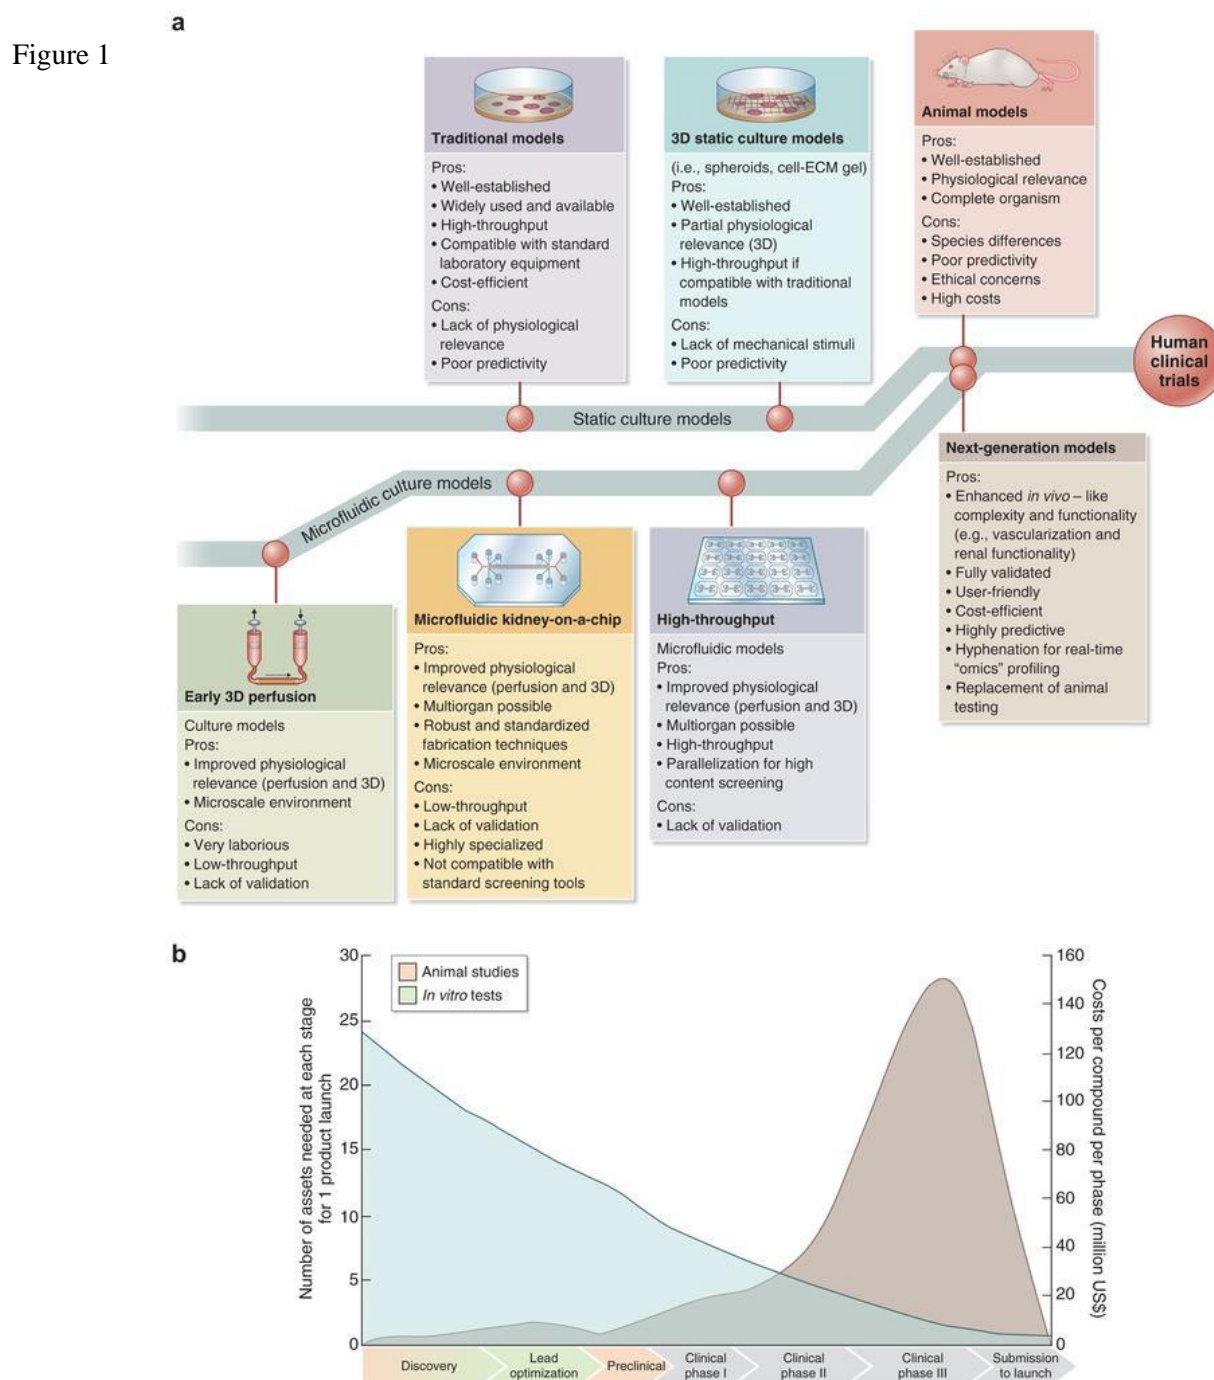 a
Figure 1
Traditional models
Pros:
• Well-established
• Widely used and available
• High-throughput
• Compatible with standard
laboratory equipment
• Cost-efficient
Cons:
• Lack of physiological
relevance
• Poor predictivity
3D static culture models
(i.e., spheroids, cell-ECM gel)
Pros:
• Well-established
• Partial physiological
relevance (3D)
• High-throughput if
compatible with traditional
models
Cons:
• Lack of mechanical stimuli
• Poor predictivity
Animal models
Pros:
• Well-established
• Physiological relevance
• Complete organism
Cons:
• Species differences
• Poor predictivity
• Ethical concerns
• High costs
Human
clinical
trials
Static culture models
Microfluidic culture models
Early 3D perfusion
Culture models
Pros:
• Improved physiological
relevance (perfusion and 3D)
• Microscale environment
Cons:
• Very laborious
• Low-throughput
• Lack of validation
Microfluidic kidney-on-a-chip
Pros:
• Improved physiological
relevance (perfusion and 3D)
• Multiorgan possible
• Robust and standardized
fabrication techniques
• Microscale environment
Cons:
• Low-throughput
• Lack of validation
• Highly specialized
• Not compatible with
standard screening tools
High-throughput
Microfluidic models
Pros:
• Improved physiological
relevance (perfusion and 3D)
• Multiorgan possible
• High-throughput
• Parallelization for high
content screening
Cons:
• Lack of validation
Next-generation models
Pros:
• Enhanced in vivo – like
complexity and functionality
(e.g., vascularization and
renal functionality)
• Fully validated
• User-friendly
• Cost-efficient
• Highly predictive
• Hyphenation for real-time
“omics” profiling
• Replacement of animal
testing
b
Animal studies
In vitro tests
Number of assets needed at each stage
for 1 product launch
30
25
20
15
10
5
0
Costs per compound per phase (million US$)
160
140
120
100
80
60
40
20
0
Discovery
Lead
optimization
Preclinical
Clinical
phase I
Clinical
phase II
Clinical
phase III
Submission
to launch